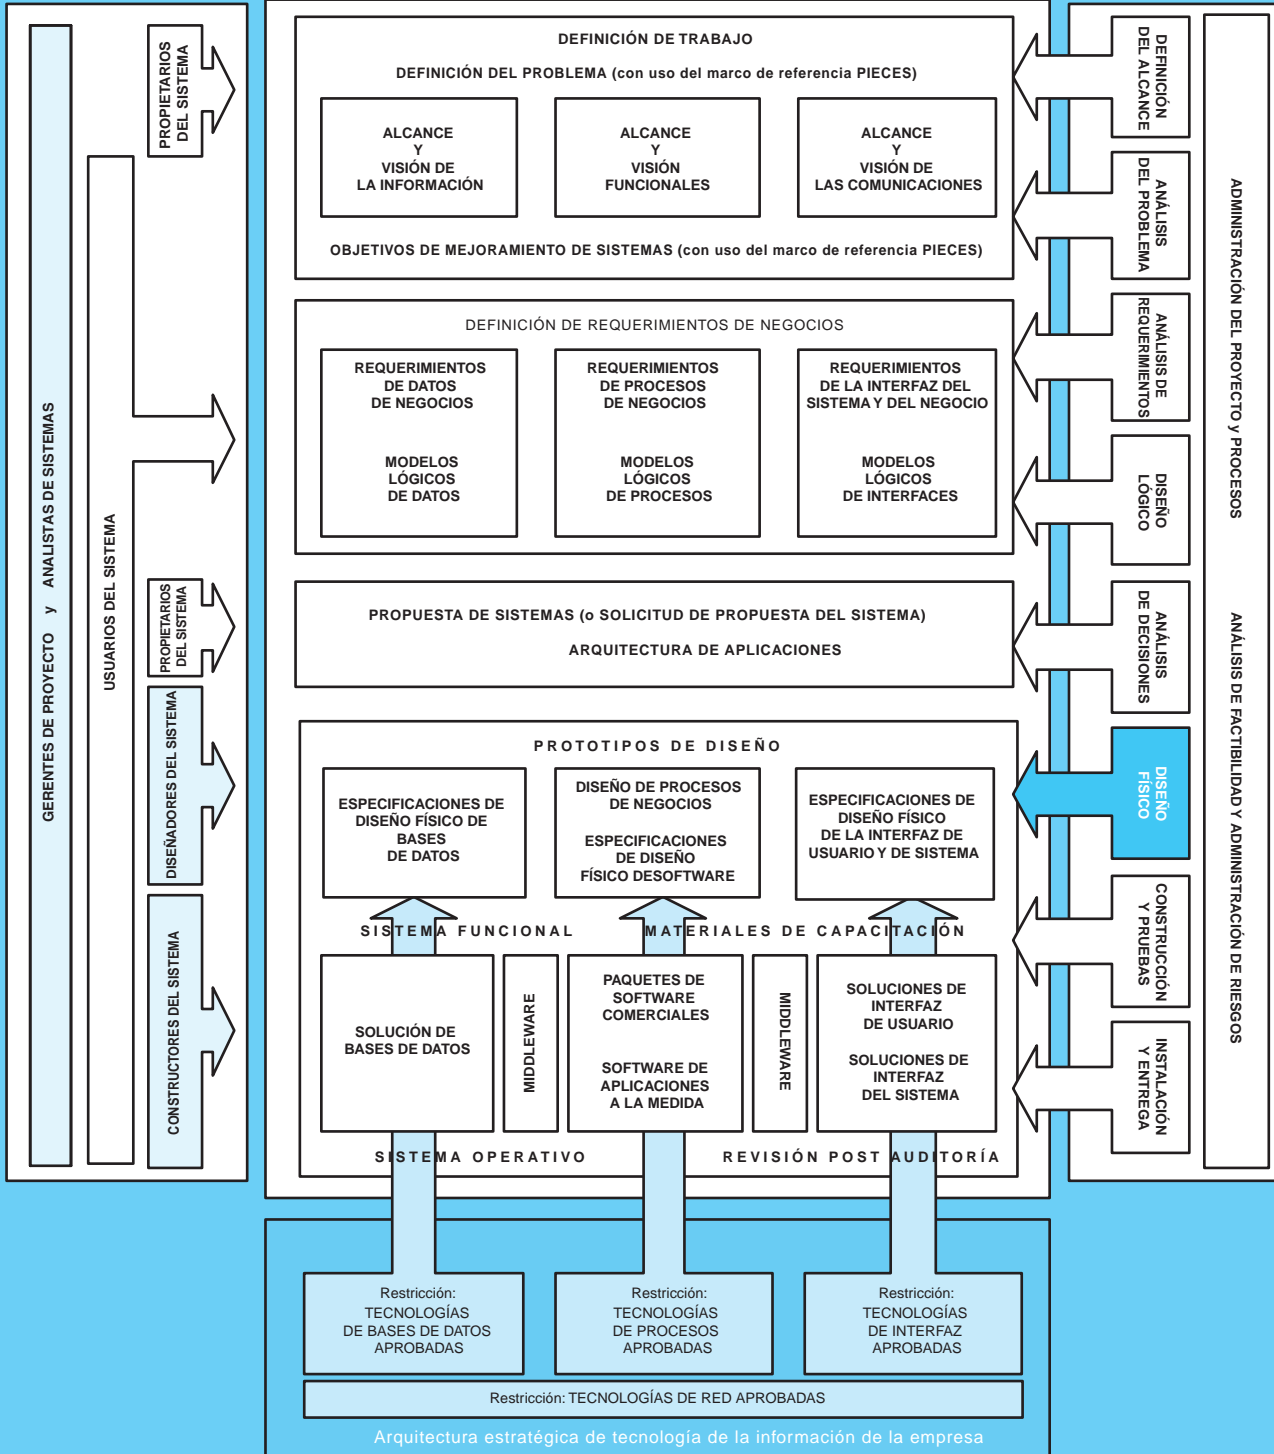 GERENTES DE PROYECTO y ANALISTAS DE SISTEMAS
USUARIOS DEL SISTEMA
PROPIETARIOS
DEL SISTEMA
PROPIETARIOS
DEL SISTEMA
DISEÑADORES DEL SISTEMA
CONSTRUCTORES DEL SISTEMA
DEFINICIÓN DE TRABAJO
DEFINICIÓN DEL PROBLEMA (con uso del marco de referencia PIECES)
ALCANCE
Y
VISIÓN DE
LA INFORMACIÓN
ALCANCE
Y
VISIÓN
FUNCIONALES
ALCANCE
Y
VISIÓN DE
LAS COMUNICACIONES
OBJETIVOS DE MEJORAMIENTO DE SISTEMAS (con uso del marco de referencia PIECES)
DEFINICIÓN DE REQUERIMIENTOS DE NEGOCIOS
REQUERIMIENTOS
DE DATOS
DE NEGOCIOS
MODELOS
LÓGICOS
DE DATOS
REQUERIMIENTOS
DE PROCESOS
DE NEGOCIOS
MODELOS
LÓGICOS
DE PROCESOS
REQUERIMIENTOS
DE LA INTERFAZ DEL
SISTEMA Y DEL NEGOCIO
MODELOS
LÓGICOS
DE INTERFACES
PROPUESTA DE SISTEMAS (o SOLICITUD DE PROPUESTA DEL SISTEMA)
ARQUITECTURA DE APLICACIONES
PROTOTIPOS DE DISEÑO
ESPECIFICACIONES DE
DISEÑO FÍSICO DE
BASES
DE DATOS
DISEÑO DE PROCESOS
DE NEGOCIOS
ESPECIFICACIONES
DE DISEÑO
FÍSICO DESOFTWARE
ESPECIFICACIONES DE
DISEÑO FÍSICO
DE LA INTERFAZ DE
USUARIO Y DE SISTEMA
SISTEMA FUNCIONAL
MATERIALES DE CAPACITACIÓN
SOLUCIÓN DE
BASES DE DATOS
MIDDLEWARE
PAQUETES DE
SOFTWARE
COMERCIALES
SOFTWARE DE
APLICACIONES
A LA MEDIDA
MIDDLEWARE
SOLUCIONES DE
INTERFAZ
DE USUARIO
SOLUCIONES DE
INTERFAZ
DEL SISTEMA
SISTEMA OPERATIVO
REVISIÓN POST AUDITORÍA
Restricción:
TECNOLOGÍAS
DE BASES DE DATOS
APROBADAS
Restricción:
TECNOLOGÍAS
DE PROCESOS
APROBADAS
Restricción:
TECNOLOGÍAS
DE INTERFAZ
APROBADAS
Restricción: TECNOLOGÍAS DE RED APROBADAS
Arquitectura estratégica de tecnología de la información de la empresa
DEFINICIÓN
DEL ALCANCE
ANÁLISIS
DEL PROBLEMA
ANÁLISIS DE
REQUERIMIENTOS
DISEÑO
LÓGICO
ANÁLISIS
DE DECISIONES
DISEÑO
FÍSICO
CONSTRUCCIÓN
Y PRUEBAS
INSTALACIÓN
Y ENTREGA
ADMINISTRACIÓN DEL PROYECTO y PROCESOS
ANÁLISIS DE FACTIBILIDAD Y ADMINISTRACIÓN DE RIESGOS